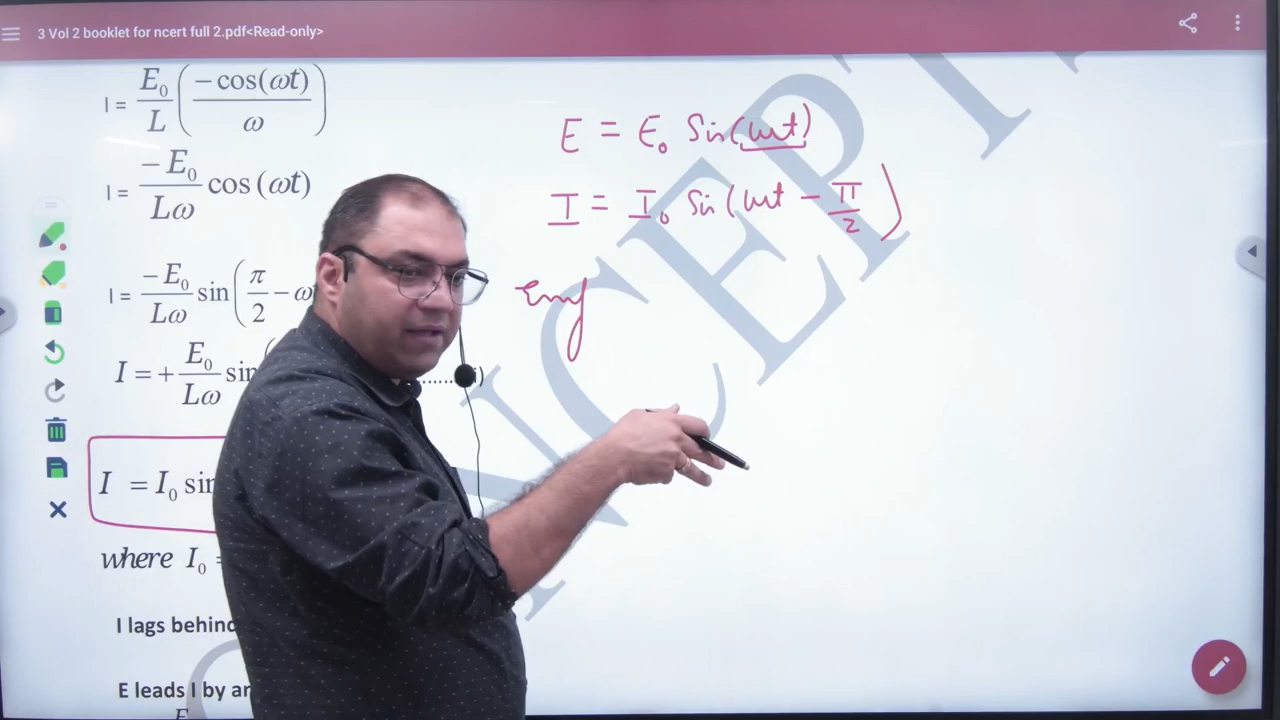 3 Vol 2 booklet for ncert full 2.pdf<Read-only>
I = E₀/L (−cos(ωt)/ω)
I = −E₀/Lω cos(ωt)
I = −E₀/Lω sin(π/2 − ω
I = + E₀/Lω sin( ........ )
I = I₀ sin
where I₀ =
I lags behind
E leads I by an
E
E = E₀ Sin(ωt)
I = I₀ Sin(ωt − π/2)
Emf
NCEPT